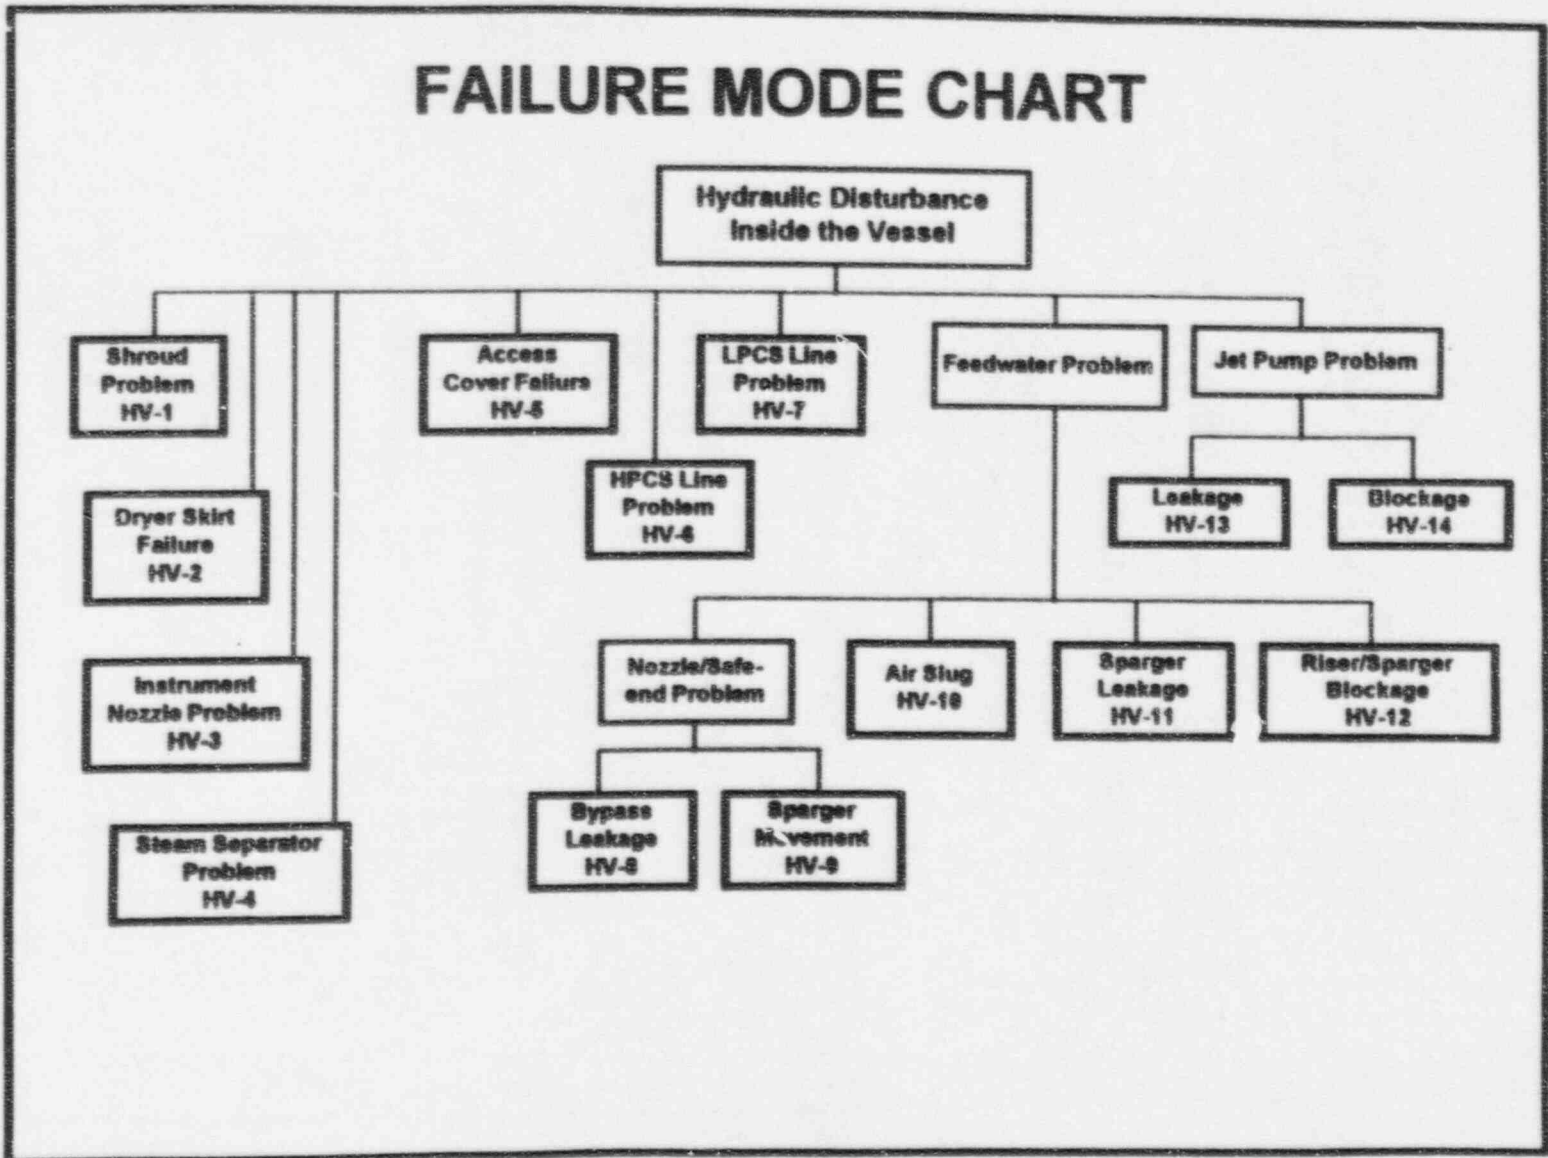 FAILURE MODE CHART
Hydraulic Disturbance
Inside the Vessel
Shroud
Problem
HV-1
Access
Cover Failure
HV-5
LPCS Line
Problem
HV-7
Feedwater Problem
Jet Pump Problem
HPCS Line
Problem
HV-6
Leakage
HV-13
Blockage
HV-14
Dryer Skirt
Failure
HV-2
Instrument
Nozzle Problem
HV-3
Nozzle/Safe-
end Problem
Air Slug
HV-10
Sparger
Leakage
HV-11
Riser/Sparger
Blockage
HV-12
Bypass
Leakage
HV-8
Sparger
Movement
HV-9
Steam Separator
Problem
HV-4